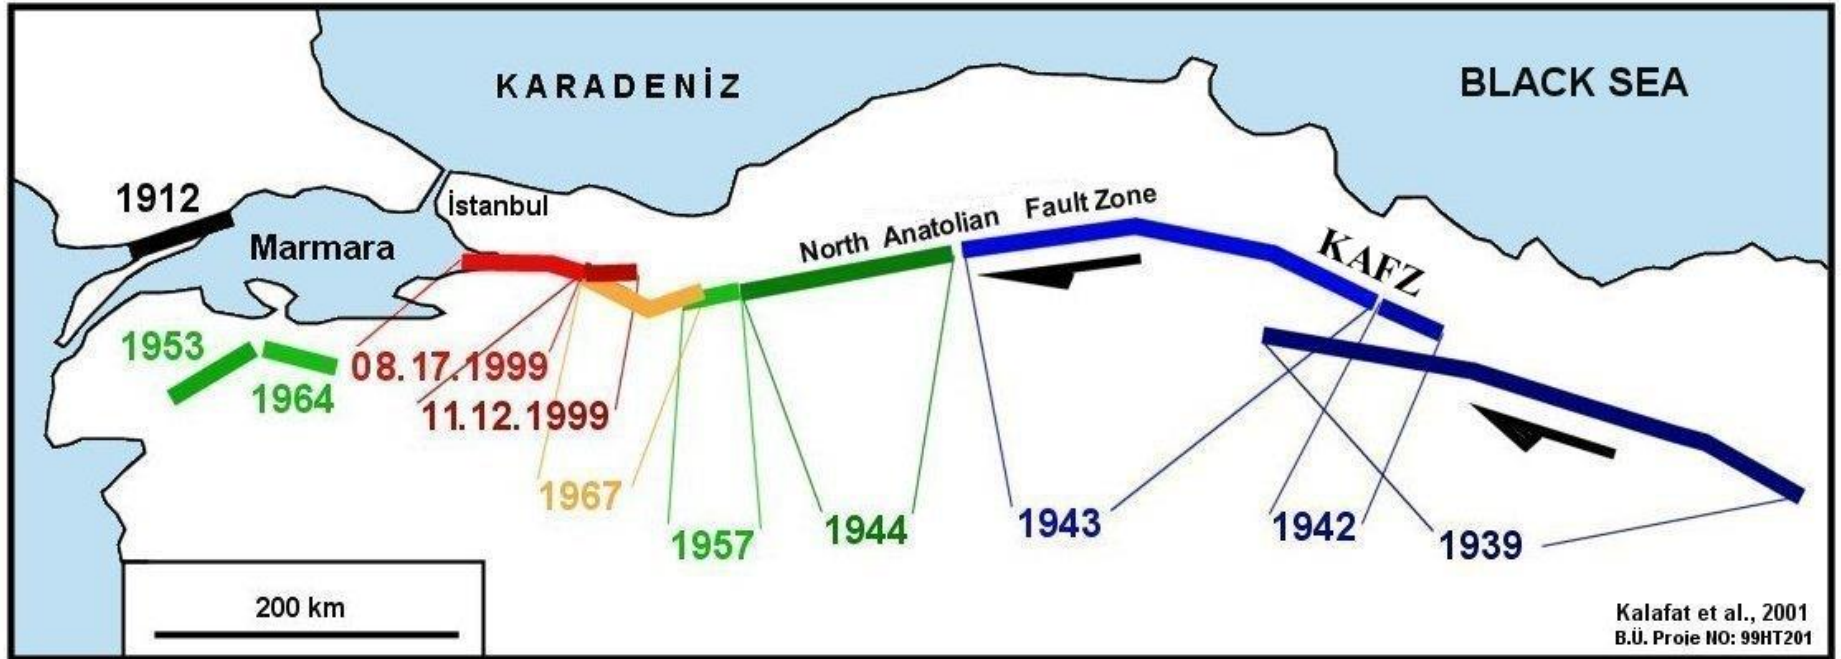 KARADENİZ
BLACK SEA
1912
İstanbul
Marmara
North Anatolian Fault Zone
KAFZ
1953
1964
08.17.1999
11.12.1999
1967
1957
1944
1943
1942
1939
200 km
Kalafat et al., 2001
B.Ü. Proje NO: 99HT201